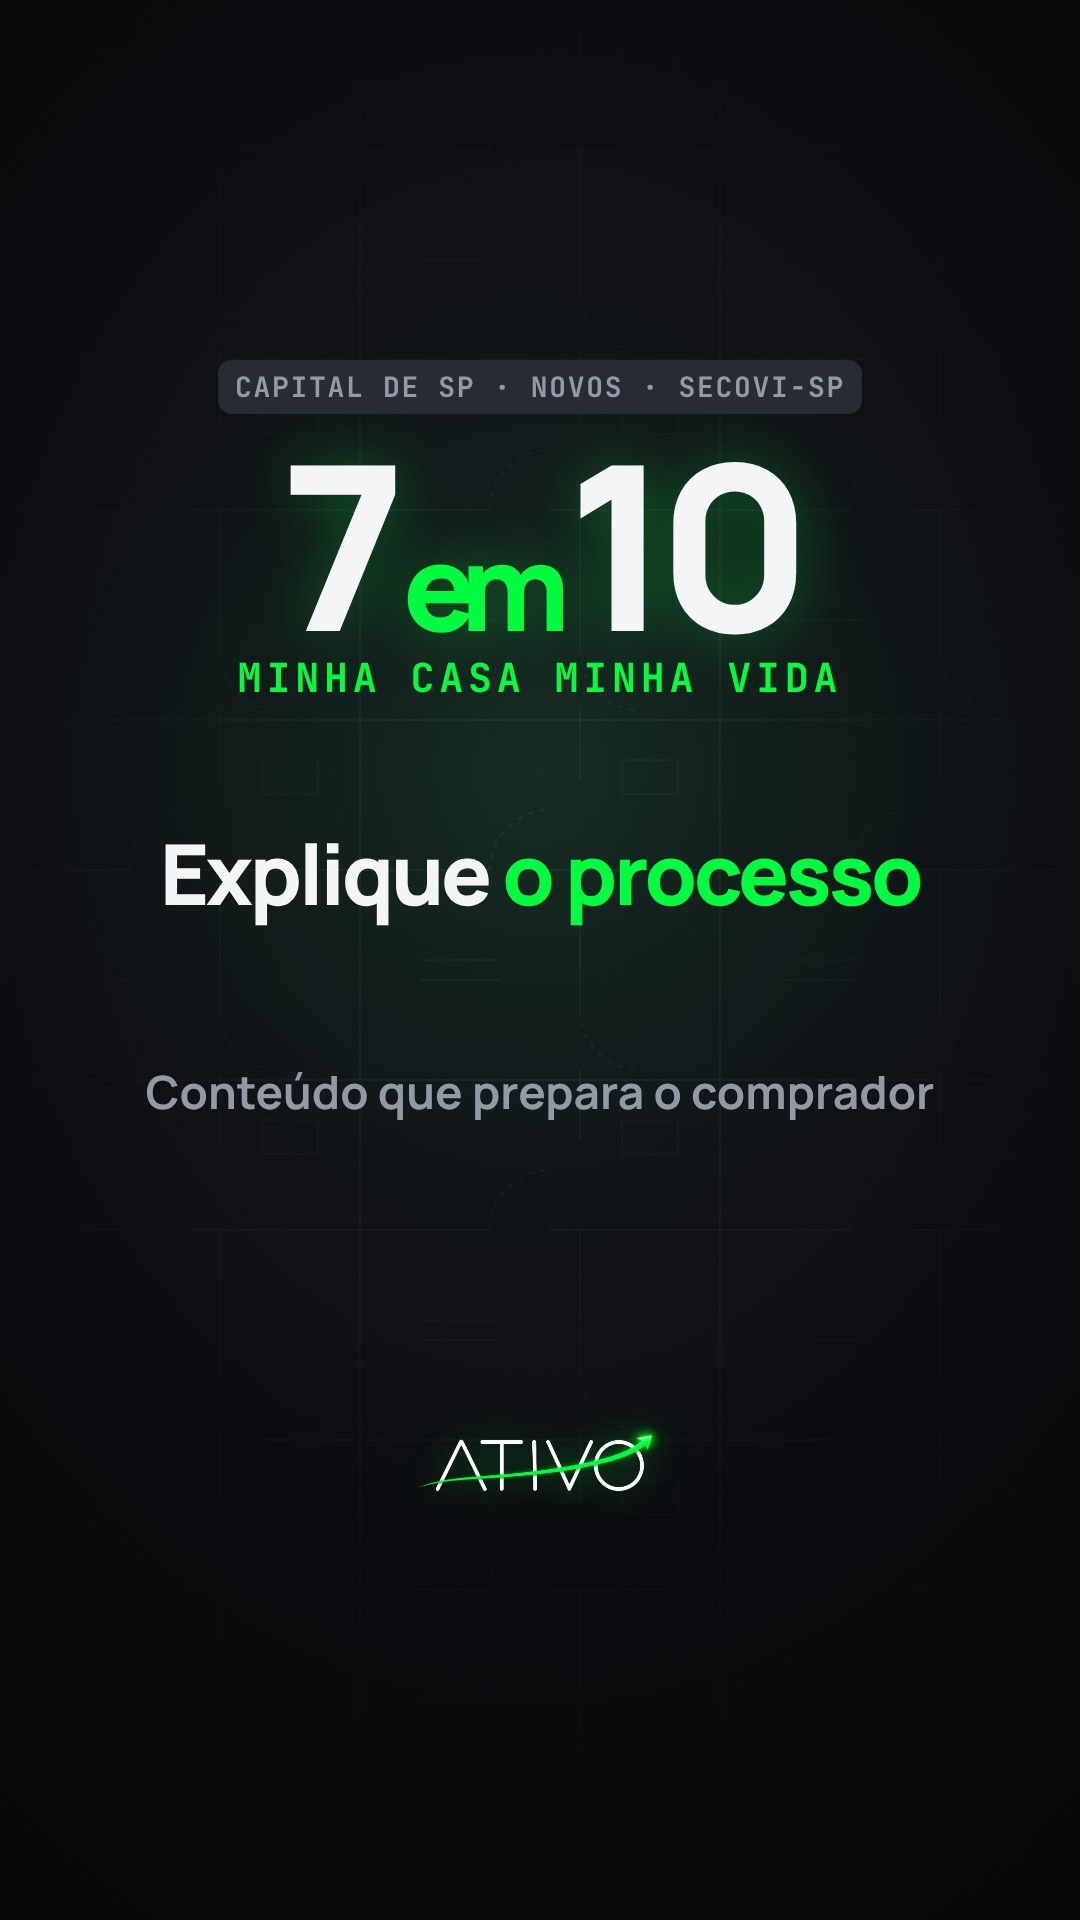 CAPITAL DE SP · NOVOS · SECOVI-SP
7 em 10
MINHA CASA MINHA VIDA
Explique o processo
Conteúdo que prepara o comprador
ATIVO